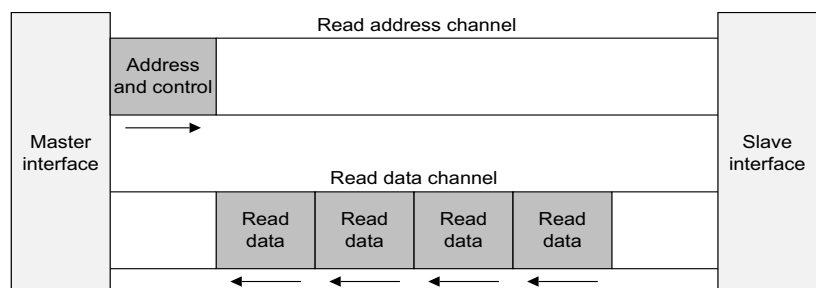 Read address channel
Address
and control
Master
interface
Slave
interface
Read data channel
Read
data
Read
data
Read
data
Read
data